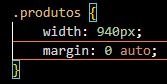 .produtos {
width: 940px;
margin: 0 auto;
}